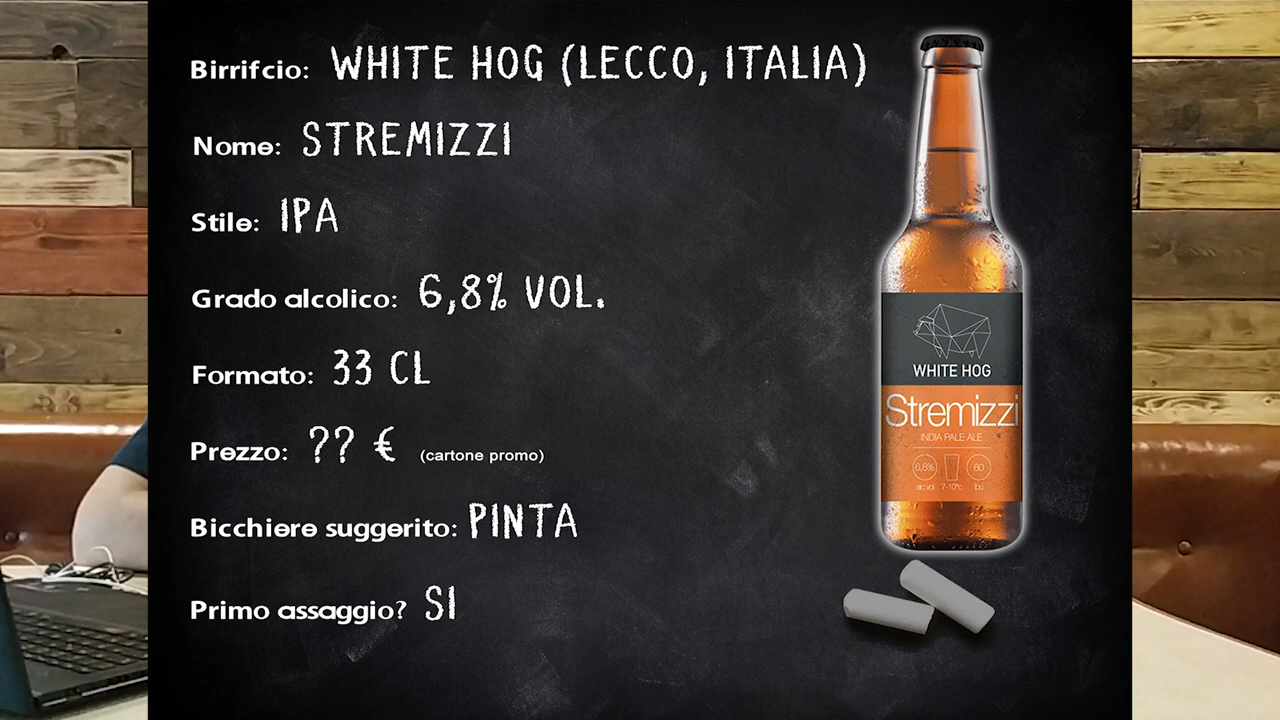 Birrifcio: WHITE HOG (LECCO, ITALIA)
Nome: STREMIZZI
Stile: IPA
Grado alcolico: 6,8% VOL.
Formato: 33 CL
Prezzo: ?? € (cartone promo)
Bicchiere suggerito: PINTA
Primo assaggio? SI
WHITE HOG
Stremizzi
INDIA PALE ALE
6,8% 60
alc.vol 7-10°c ibu